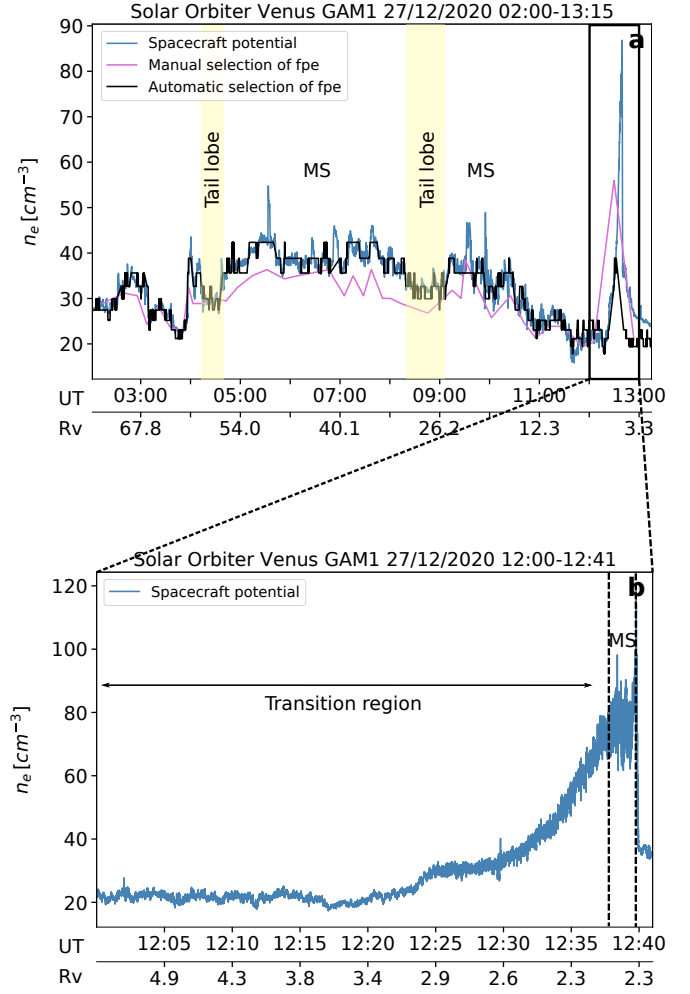 Solar Orbiter Venus GAM1 27/12/2020 02:00-13:15
90
a
Spacecraft potential
Manual selection of fpe
Automatic selection of fpe
80
70
60
50
40
30
20
n_e [cm^{-3}]
Tail lobe
MS
Tail lobe
MS
UT 03:00 05:00 07:00 09:00 11:00 13:00
Rv 67.8 54.0 40.1 26.2 12.3 3.3
Solar Orbiter Venus GAM1 27/12/2020 12:00-12:41
120
b
Spacecraft potential
100
MS
Transition region
80
60
40
20
n_e [cm^{-3}]
UT 12:05 12:10 12:15 12:20 12:25 12:30 12:35 12:40
Rv 4.9 4.3 3.8 3.4 2.9 2.6 2.3 2.3